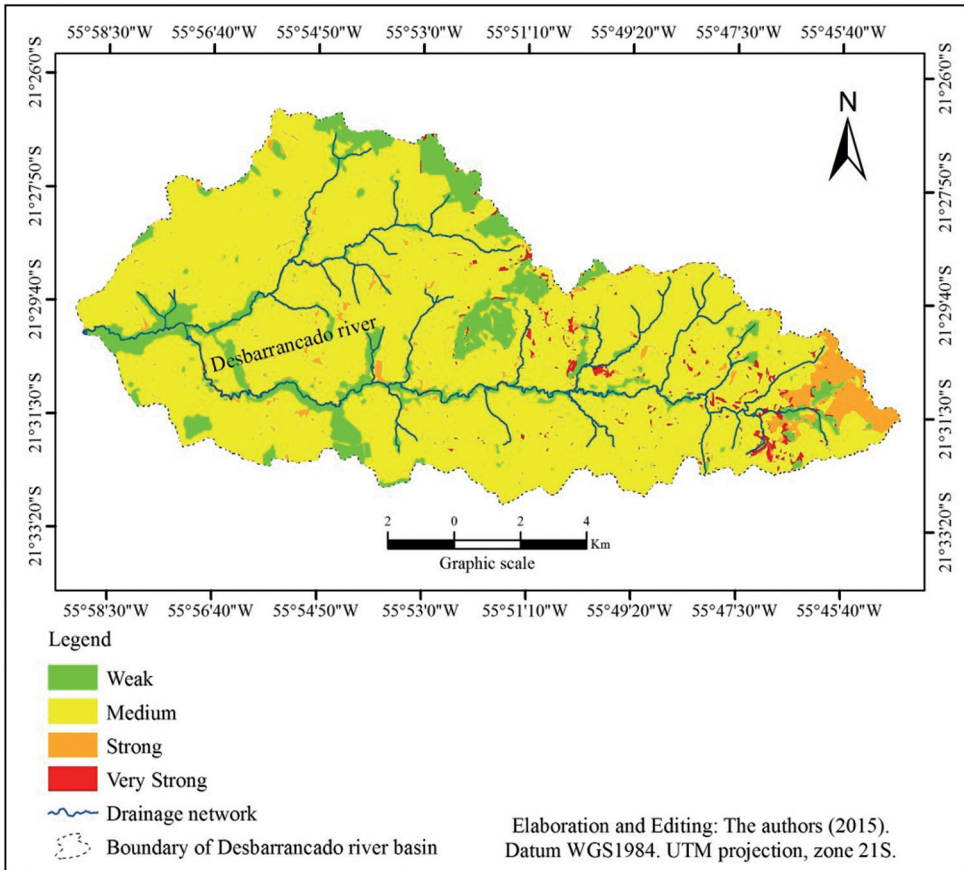 55°58'30"W 55°56'40"W 55°54'50"W 55°53'0"W 55°51'10"W 55°49'20"W 55°47'30"W 55°45'40"W
21°26'0"S
21°27'50"S
21°29'40"S
21°31'30"S
21°33'20"S
N
21°26'0"S
21°27'50"S
21°29'40"S
21°31'30"S
21°33'20"S
Desbarrancado river
2 0 2 4
Km
Graphic scale
55°58'30"W 55°56'40"W 55°54'50"W 55°53'0"W 55°51'10"W 55°49'20"W 55°47'30"W 55°45'40"W
Legend
Weak
Medium
Strong
Very Strong
Drainage network
Boundary of Desbarrancado river basin
Elaboration and Editing: The authors (2015).
Datum WGS1984. UTM projection, zone 21S.